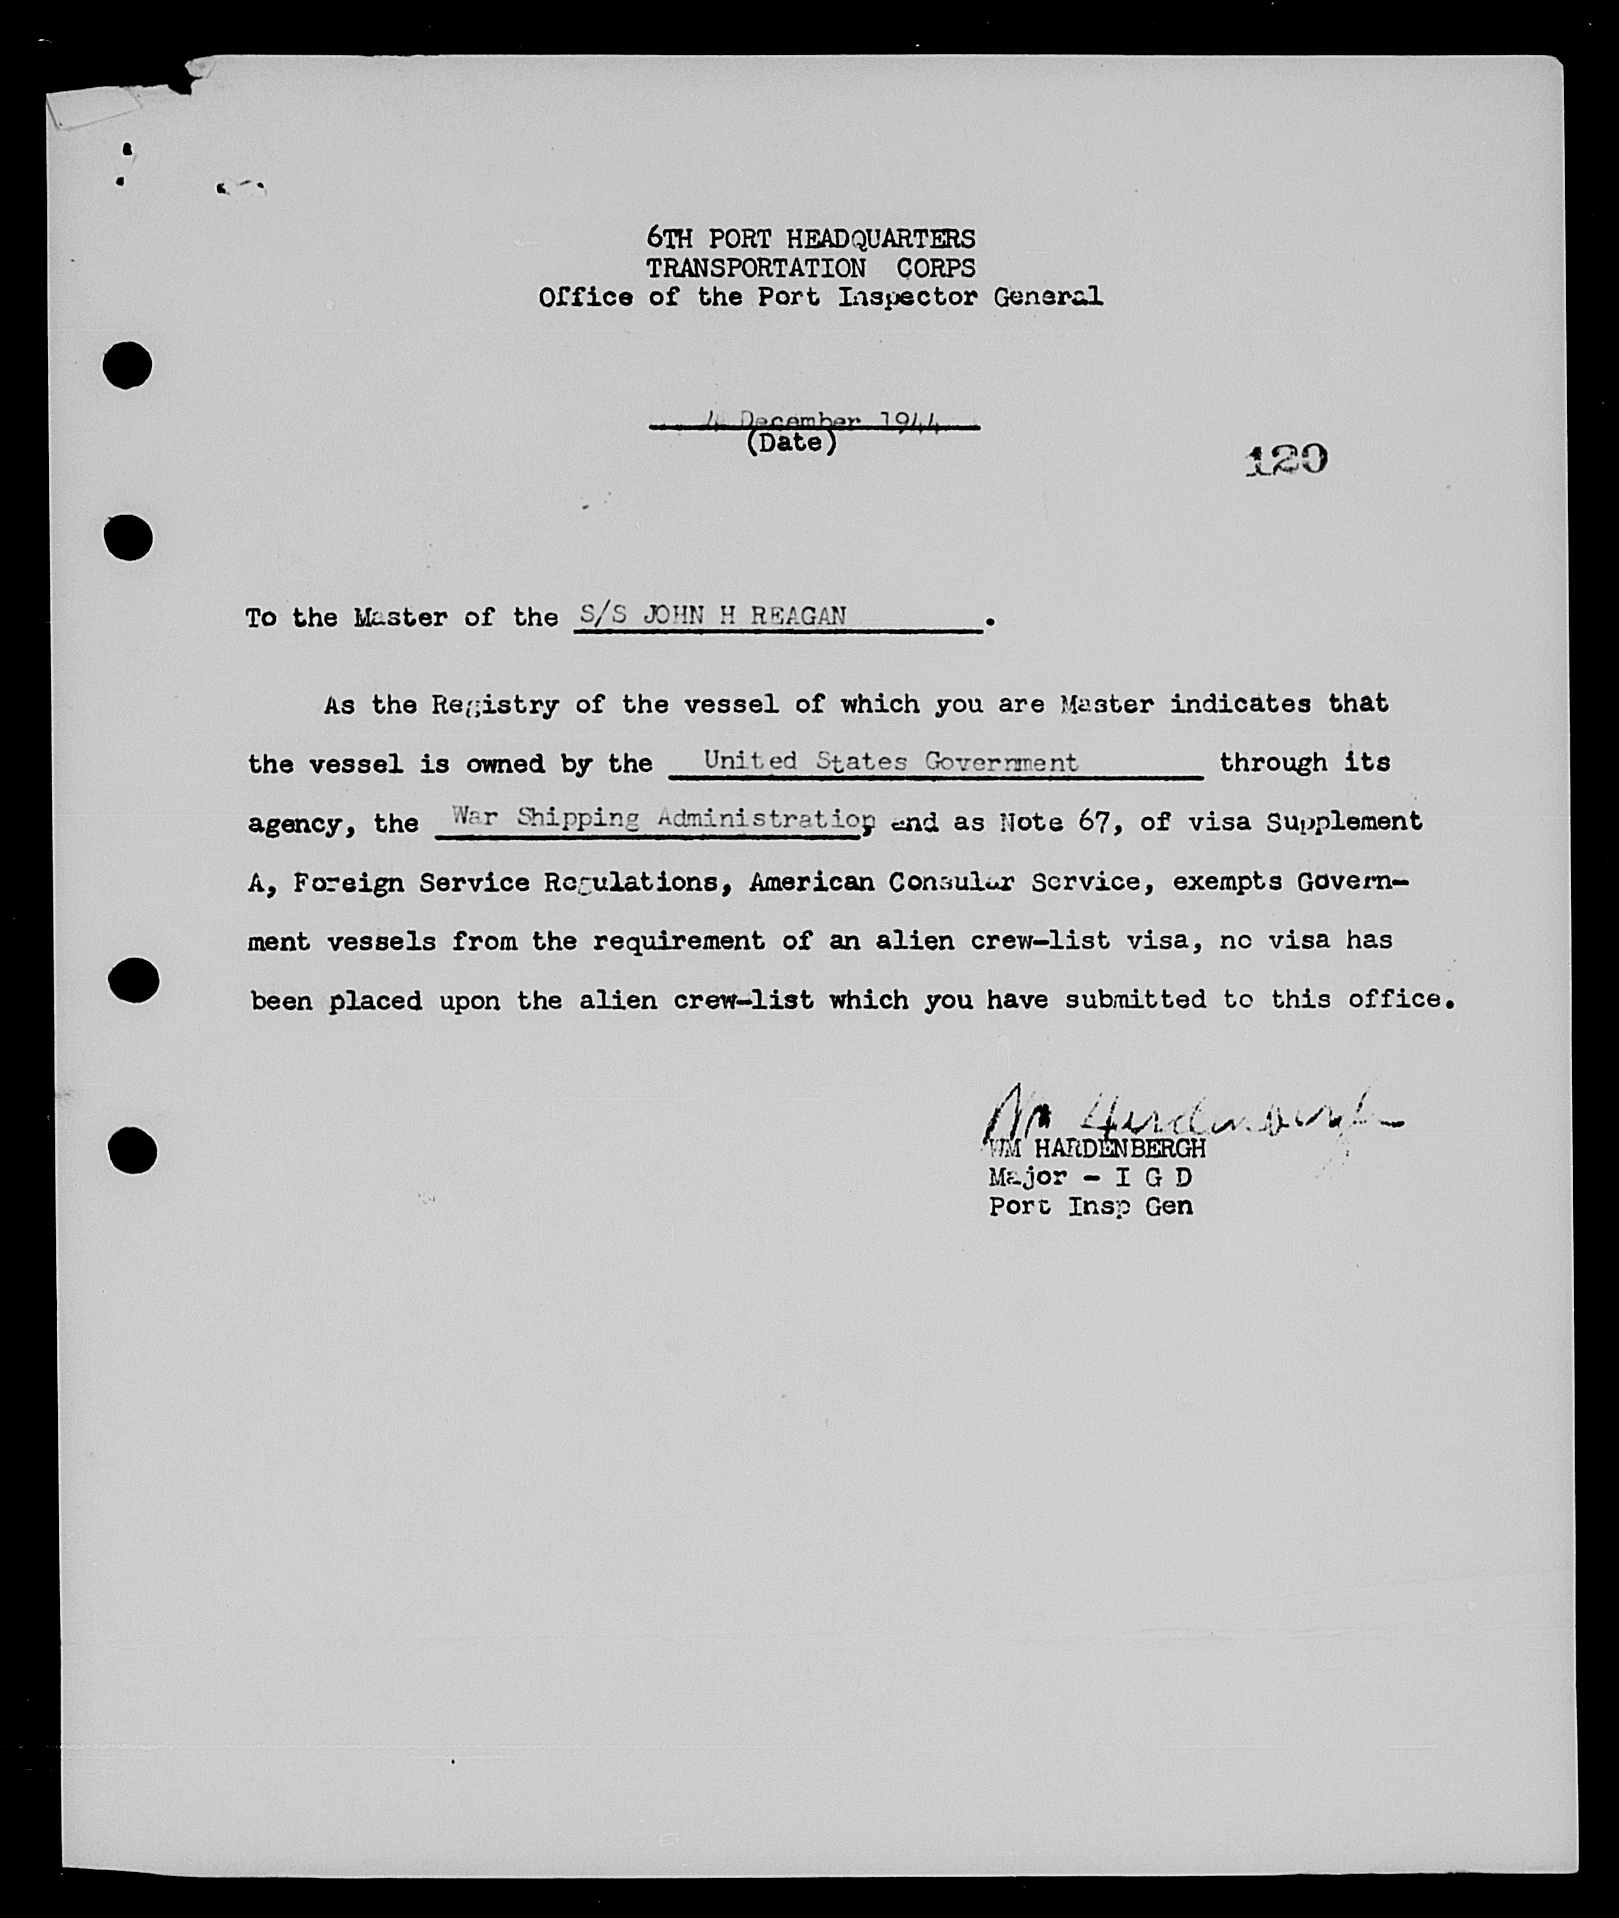 6TH PORT HEADQUARTERS
TRANSPORTATION CORPS
Office of the Port Inspector General
4 December 1944
(Date)
120
To the Master of the S/S JOHN H REAGAN.
As the Registry of the vessel of which you are Master indicates that
the vessel is owned by the United States Government through its
agency, the War Shipping Administration, and as Note 67, of visa Supplement
A, Foreign Service Regulations, American Consular Service, exempts Govern-
ment vessels from the requirement of an alien crew-list visa, no visa has
been placed upon the alien crew-list which you have submitted to this office.
Wm Hardenbergh
WM HARDENBERGH
Major - I G D
Port Insp Gen